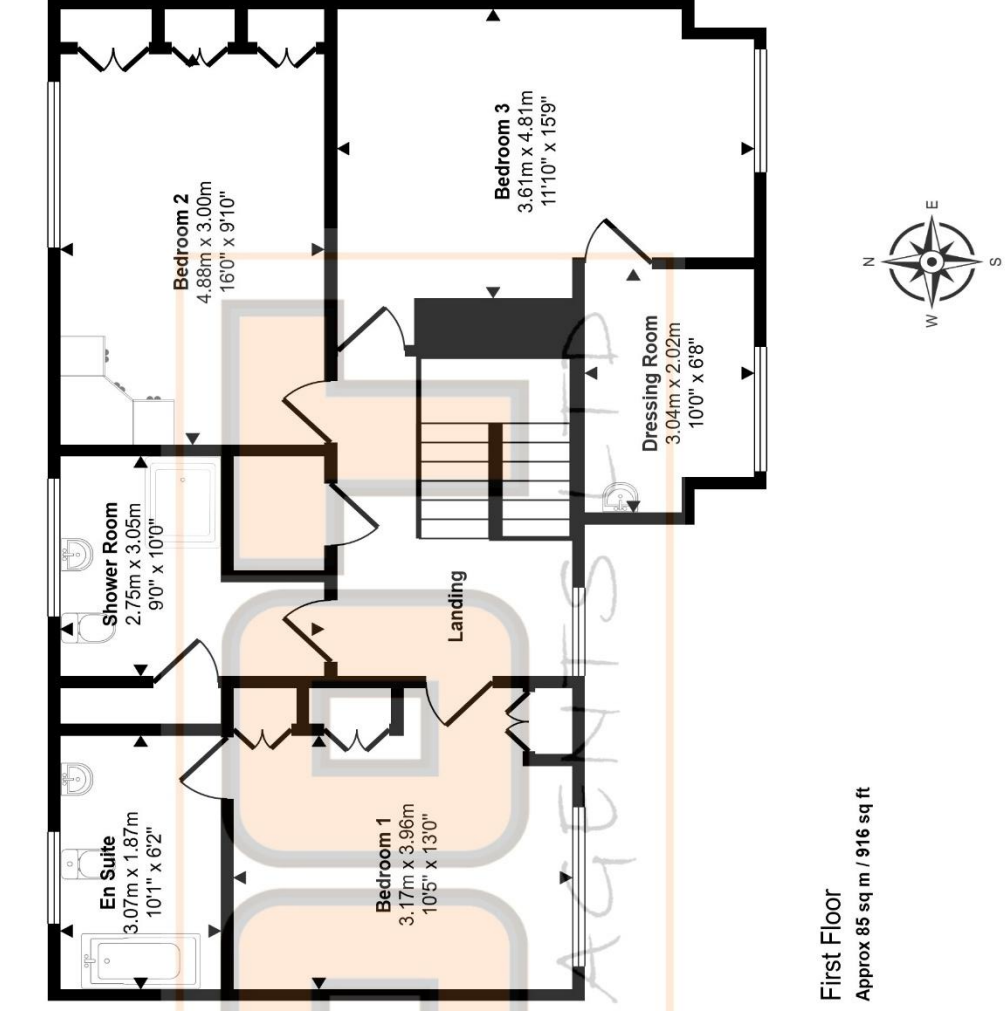 Bedroom 2
4.88m x 3.00m
16'0" x 9'10"
Bedroom 3
3.61m x 4.81m
11'10" x 15'9"
Shower Room
2.75m x 3.05m
9'0" x 10'0"
Dressing Room
3.04m x 2.02m
10'0" x 6'8"
Landing
En Suite
3.07m x 1.87m
10'1" x 6'2"
Bedroom 1
3.17m x 3.96m
10'5" x 13'0"
AGENTS LTD
N
E
S
W
First Floor
Approx 85 sq m / 916 sq ft